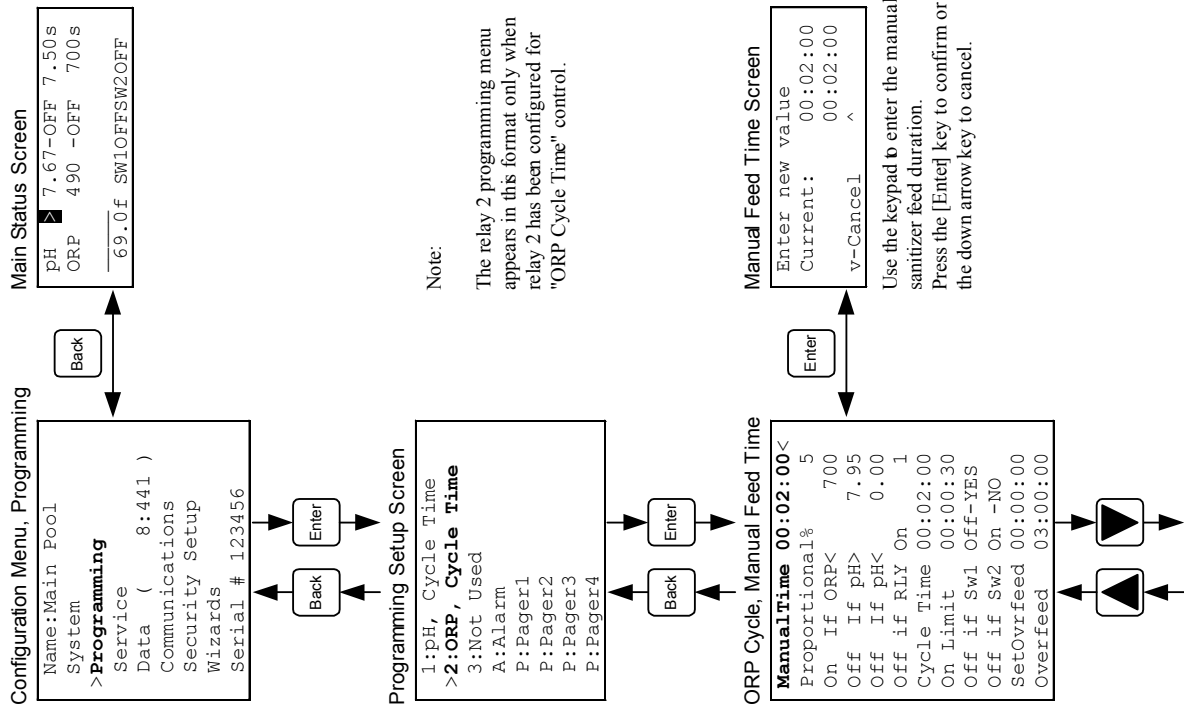 Configuration Menu, Programming
Name:Main Pool
System
>Programming
Service
Data ( 8:441 )
Communications
Security Setup
Wizards
Serial # 123456
Back
Main Status Screen
pH > 7.67-OFF 7.50s
ORP 490 -OFF 700s
69.0f SW1OFFSW2OFF
Back
Enter
Programming Setup Screen
1:pH, Cycle Time
>2:ORP, Cycle Time
3:Not Used
A:Alarm
P:Pager1
P:Pager2
P:Pager3
P:Pager4
Note:
The relay 2 programming menu
appears in this format only when
relay 2 has been configured for
"ORP Cycle Time" control.
Back
Enter
ORP Cycle, Manual Feed Time
ManualTime 00:02:00<
Proportional% 5
On If ORP< 700
Off If pH> 7.95
Off If pH< 0.00
Off if RLY On 1
Cycle Time 00:02:00
On Limit 00:00:30
Off if Sw1 Off-YES
Off if Sw2 On -NO
SetOvrfeed 00:00:00
Overfeed 03:00:00
Enter
Manual Feed Time Screen
Enter new value
Current: 00:02:00
00:02:00
v-Cancel ^
Use the keypad to enter the manual
sanitizer feed duration.
Press the [Enter] key to confirm or
the down arrow key to cancel.